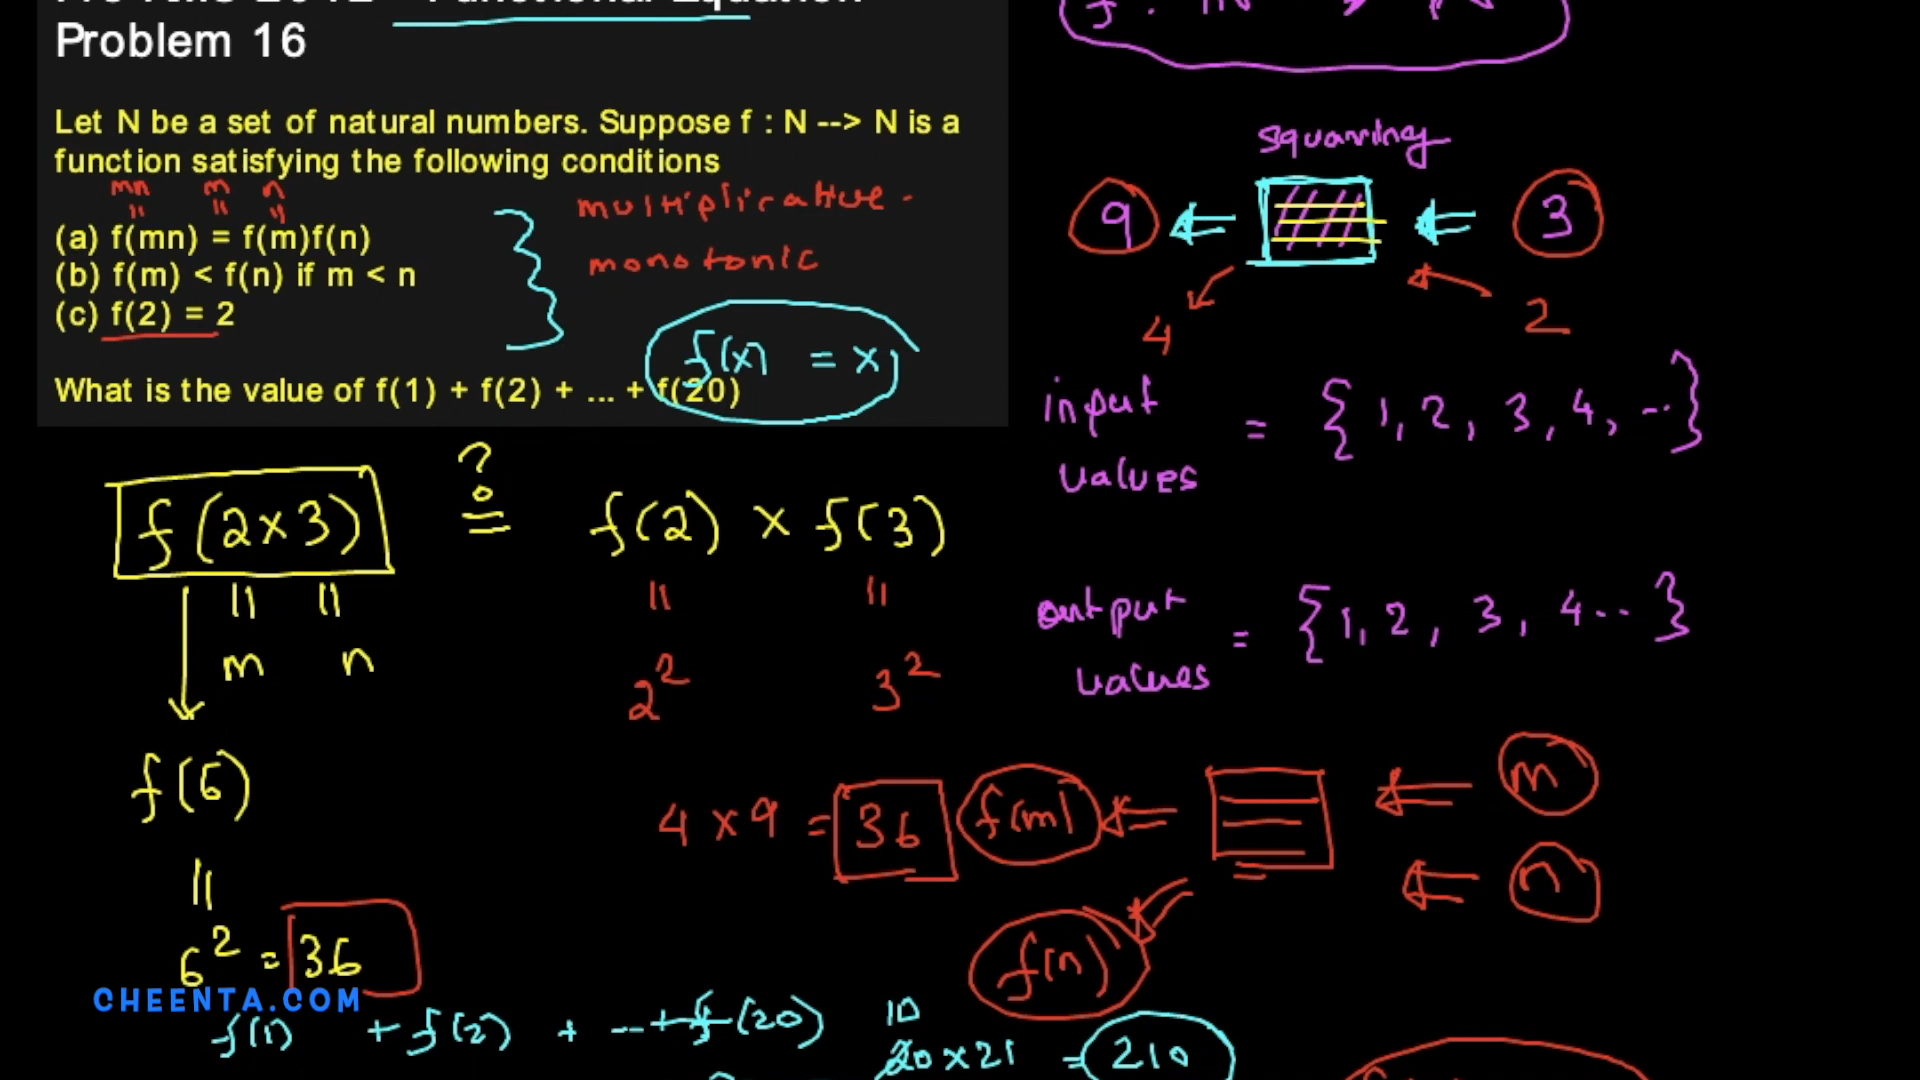 Problem 16
Let N be a set of natural numbers. Suppose f : N --> N is a
function satisfying the following conditions
mn m n
(a) f(mn) = f(m)f(n)
(b) f(m) < f(n) if m < n
(c) f(2) = 2
What is the value of f(1) + f(2) + ... + f(20)
multiplicative
monotonic
f(x) = x
squaring
9
3
4
2
input
values
= { 1, 2, 3, 4, -- }
output
values
= { 1, 2, 3, 4 -- }
f(2x3) ?= f(2) x f(3)
m n
2² 3²
f(6)
4 x 9 = 36
f(m)
m
n
f(n)
6² = 36
CHEENTA.COM
f(1) + f(2) + --+ f(20)
10
20 x 21 = 210